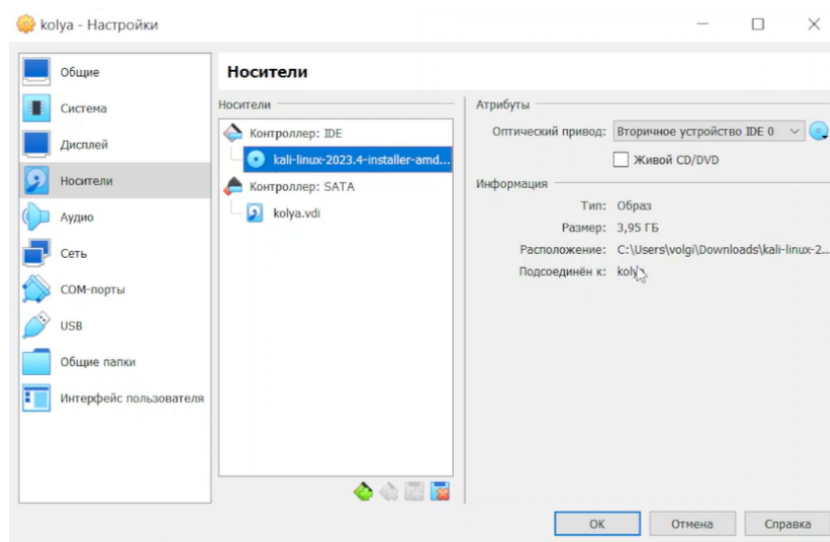 kolya - Настройки
Общие
Система
Дисплей
Носители
Аудио
Сеть
COM-порты
USB
Общие папки
Интерфейс пользователя
Носители
Носители
Контроллер: IDE
kali-linux-2023.4-installer-amd...
Контроллер: SATA
kolya.vdi
Атрибуты
Оптический привод: Вторичное устройство IDE 0
Живой CD/DVD
Информация
Тип: Образ
Размер: 3,95 ГБ
Расположение: C:\Users\volgi\Downloads\kali-linux-2...
Подсоединён к:
OK
Отмена
Справка